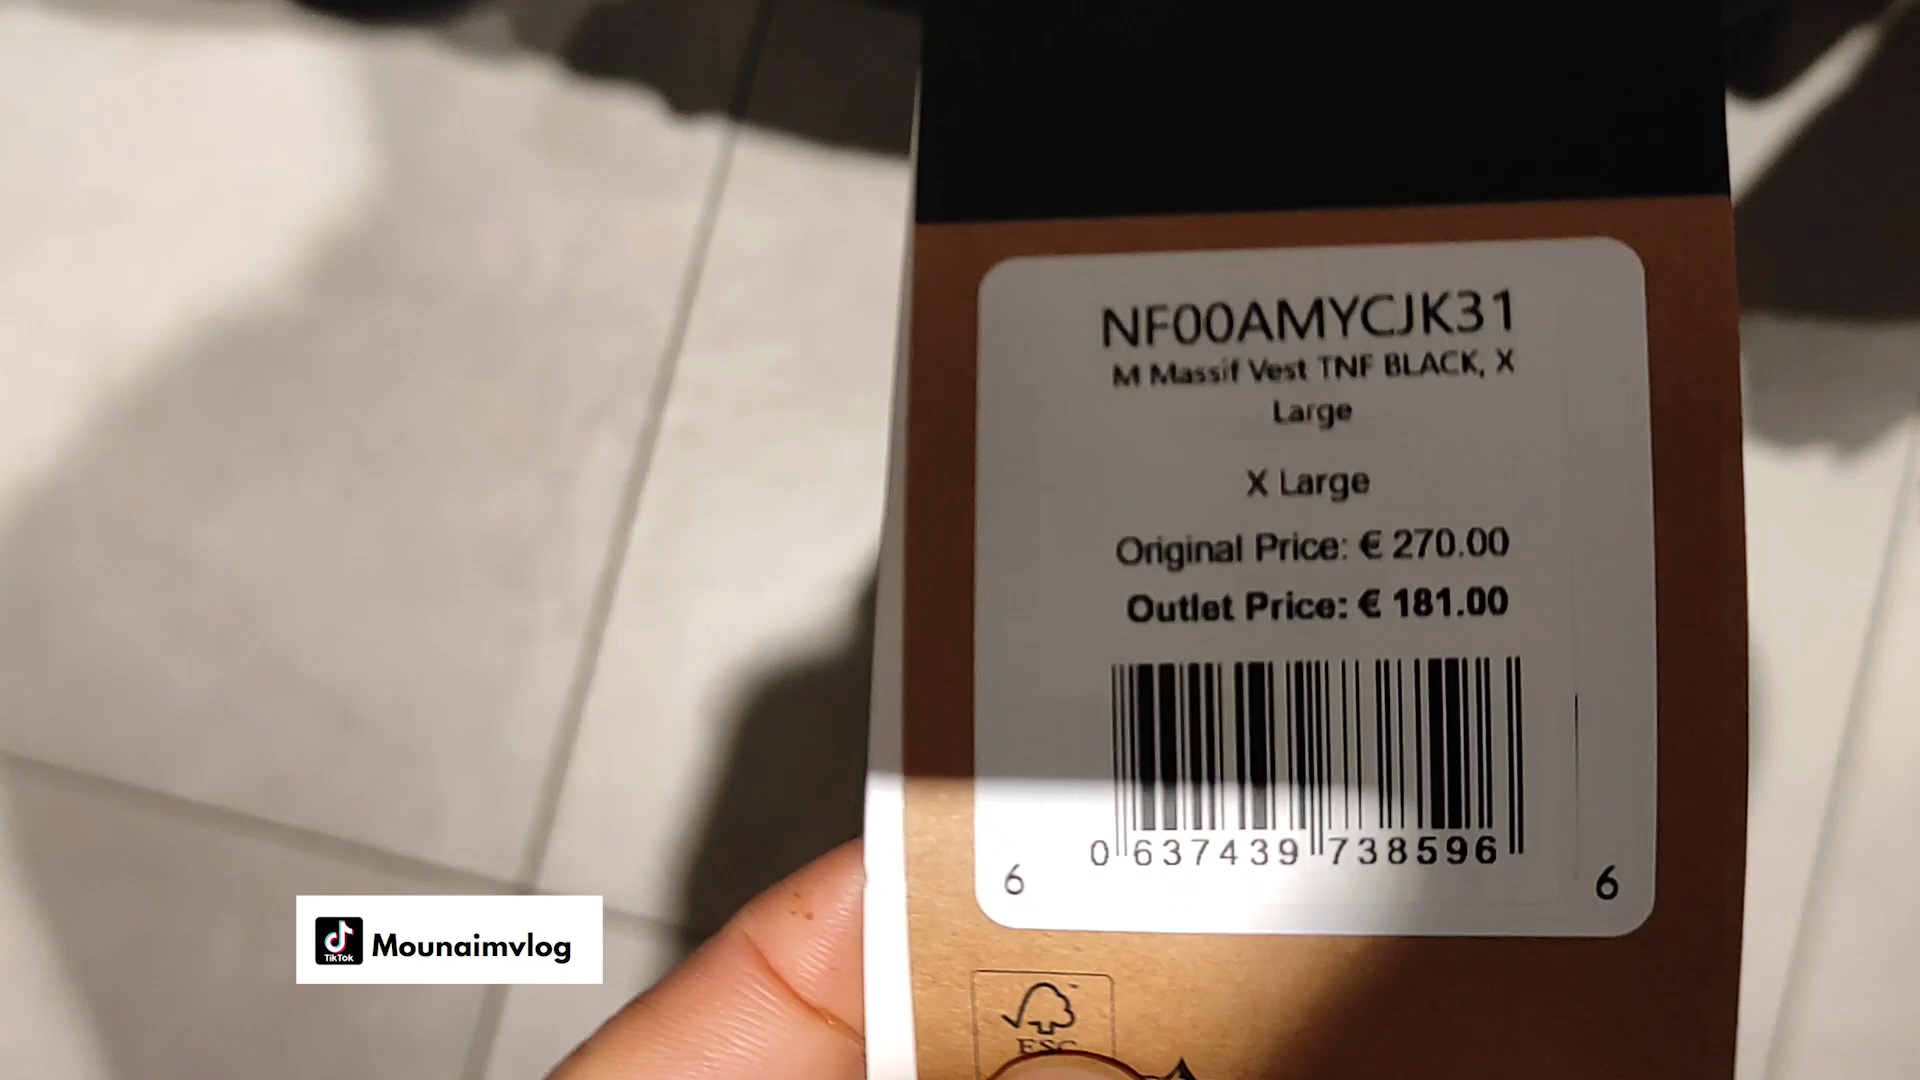 NF00AMYCJK31
M Massif Vest TNF BLACK, X
Large
X Large
Original Price: € 270.00
Outlet Price: € 181.00
0 637439 738596
6 6
FSC
TikTok Mounaimvlog